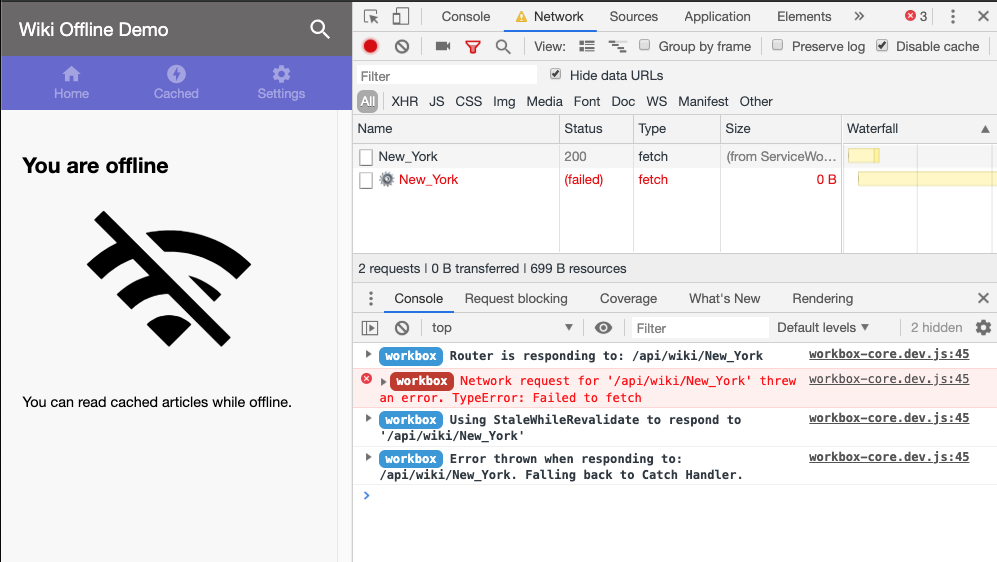 Wiki Offline Demo
Home Cached Settings
You are offline
You can read cached articles while offline.
Console Network Sources Application Elements » 3
View: Group by frame Preserve log Disable cache
Filter Hide data URLs
All XHR JS CSS Img Media Font Doc WS Manifest Other
Name Status Type Size Waterfall
New_York 200 fetch (from ServiceWo…
New_York (failed) fetch 0 B
2 requests | 0 B transferred | 699 B resources
Console Request blocking Coverage What's New Rendering
top Filter Default levels 2 hidden
workbox Router is responding to: /api/wiki/New_York workbox-core.dev.js:45
workbox Network request for '/api/wiki/New_York' threw workbox-core.dev.js:45
an error. TypeError: Failed to fetch
workbox Using StaleWhileRevalidate to respond to workbox-core.dev.js:45
'/api/wiki/New_York'
workbox Error thrown when responding to: workbox-core.dev.js:45
/api/wiki/New_York. Falling back to Catch Handler.